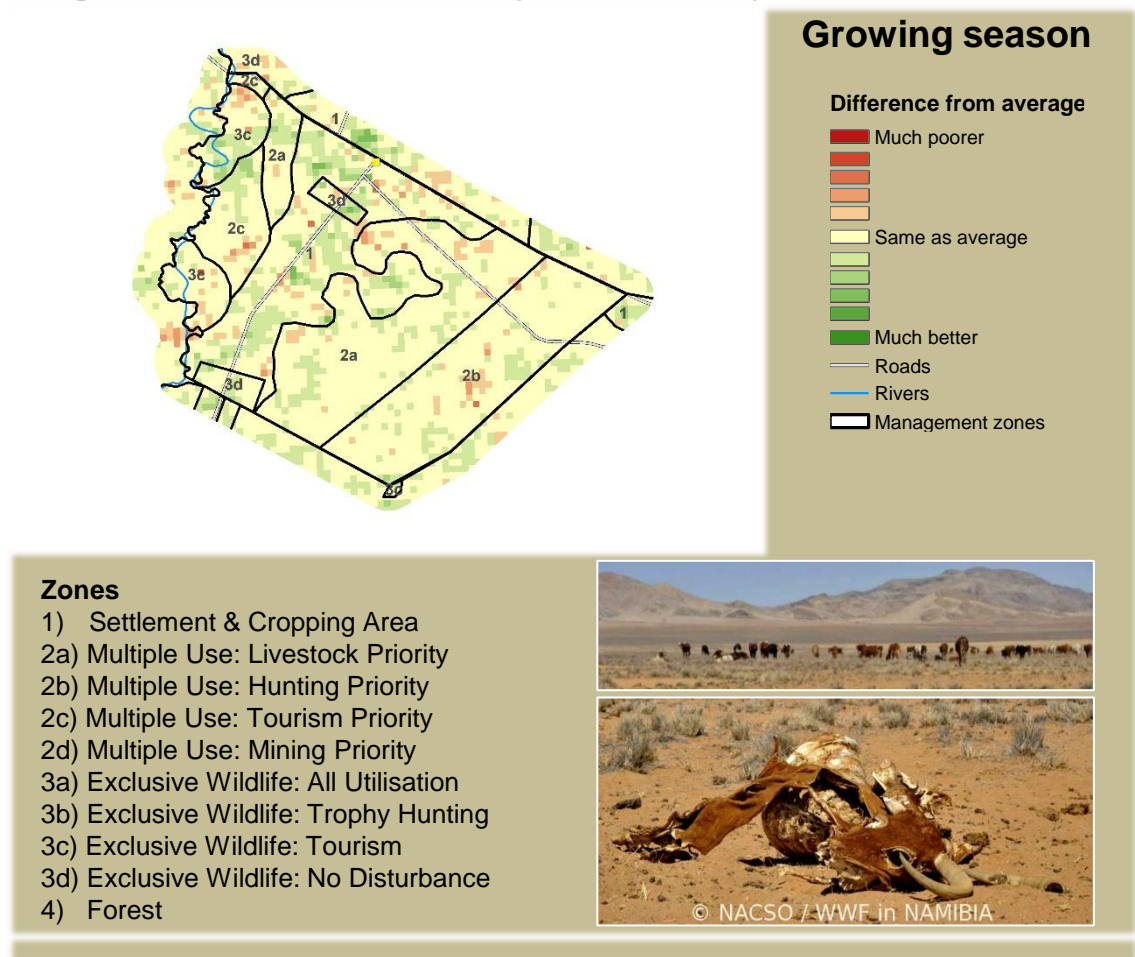 Growing season
Difference from average
Much poorer
Same as average
Much better
Roads
Rivers
Management zones
3d
2c
1
3c
2a
3d
2c
1
3c
1
2a
2b
3d
Zones
1) Settlement & Cropping Area
2a) Multiple Use: Livestock Priority
2b) Multiple Use: Hunting Priority
2c) Multiple Use: Tourism Priority
2d) Multiple Use: Mining Priority
3a) Exclusive Wildlife: All Utilisation
3b) Exclusive Wildlife: Trophy Hunting
3c) Exclusive Wildlife: Tourism
3d) Exclusive Wildlife: No Disturbance
4) Forest
© NACSO / WWF in NAMIBIA